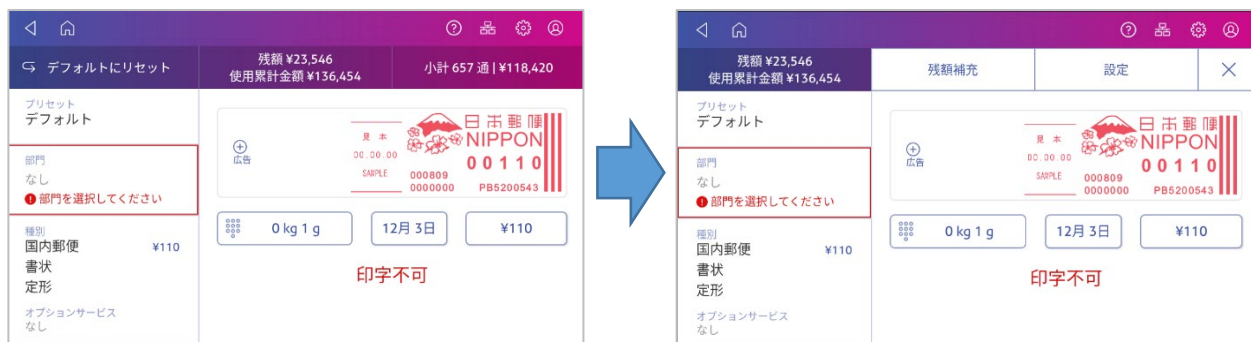 デフォルトにリセット
残額 ¥23,546
使用累計金額 ¥136,454
小計 657 通 | ¥118,420
プリセット
デフォルト
部門
なし
部門を選択してください
種別
国内郵便 ¥110
書状
定形
オプションサービス
なし
広告
見 本
00.00.00
SAMPLE
日本郵便
NIPPON
00110
000809
0000000 PB5200543
0 kg 1 g
12月 3日
¥110
印字不可
残額 ¥23,546
使用累計金額 ¥136,454
残額補充
設定
プリセット
デフォルト
部門
なし
部門を選択してください
種別
国内郵便 ¥110
書状
定形
オプションサービス
なし
広告
見 本
00.00.00
SAMPLE
日本郵便
NIPPON
00110
000809
0000000 PB5200543
0 kg 1 g
12月 3日
¥110
印字不可